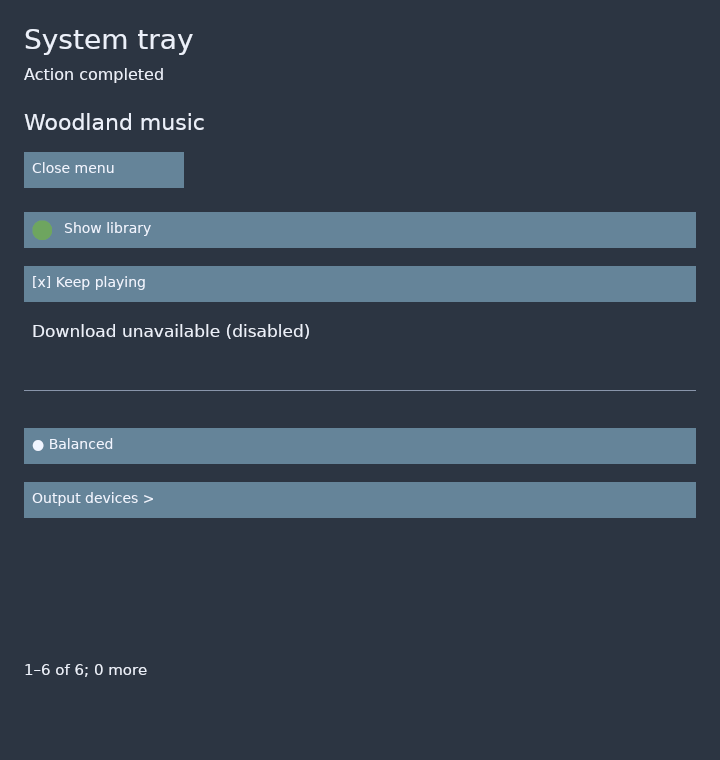 System tray
Action completed
Woodland music
Close menu
Show library
[x] Keep playing
Download unavailable (disabled)
● Balanced
Output devices >
1–6 of 6; 0 more